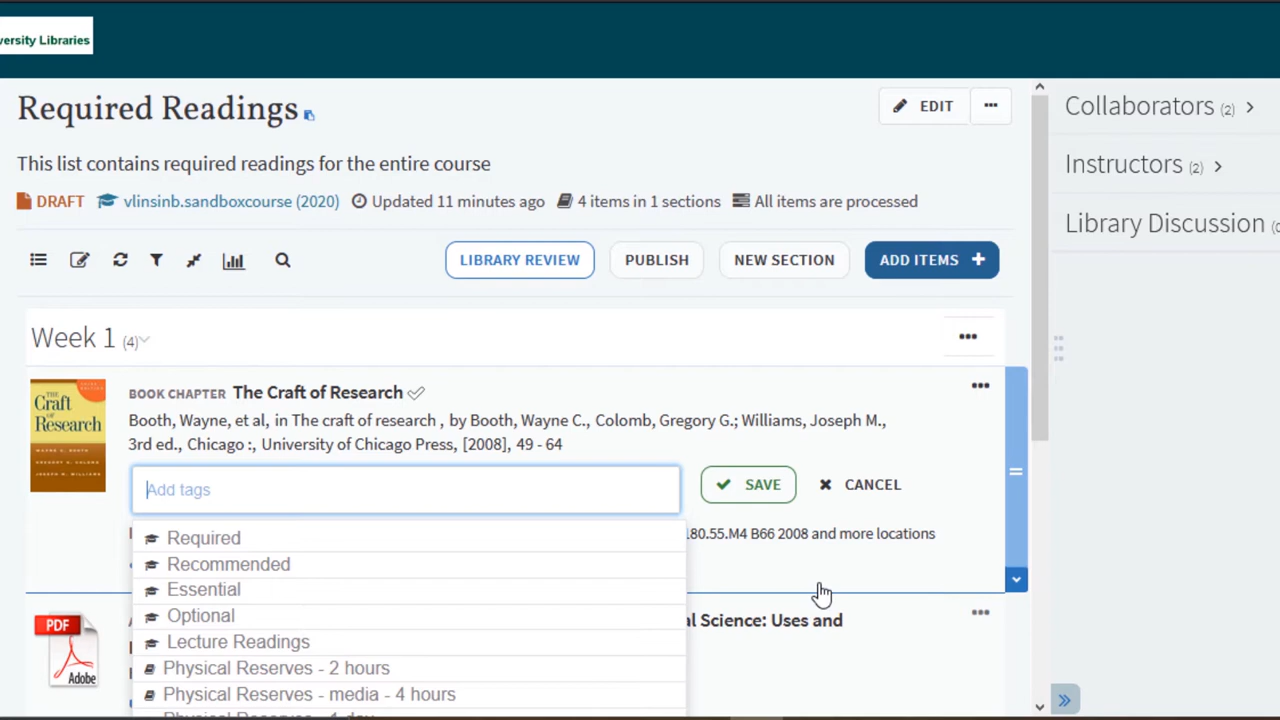 versity Libraries
Required Readings
EDIT
Collaborators (2)
This list contains required readings for the entire course
Instructors (2)
DRAFT vlinsinb.sandboxcourse (2020) Updated 11 minutes ago 4 items in 1 sections All items are processed
Library Discussion
LIBRARY REVIEW PUBLISH NEW SECTION ADD ITEMS +
Week 1 (4)
The Craft of Research
BOOK CHAPTER The Craft of Research
Booth, Wayne, et al, in The craft of research , by Booth, Wayne C., Colomb, Gregory G.; Williams, Joseph M.,
3rd ed., Chicago :, University of Chicago Press, [2008], 49 - 64
Add tags
SAVE CANCEL
180.55.M4 B66 2008 and more locations
Required
Recommended
Essential
Optional
Lecture Readings
Physical Reserves - 2 hours
Physical Reserves - media - 4 hours
Physical Reserves - 1 day
PDF
Adobe
al Science: Uses and